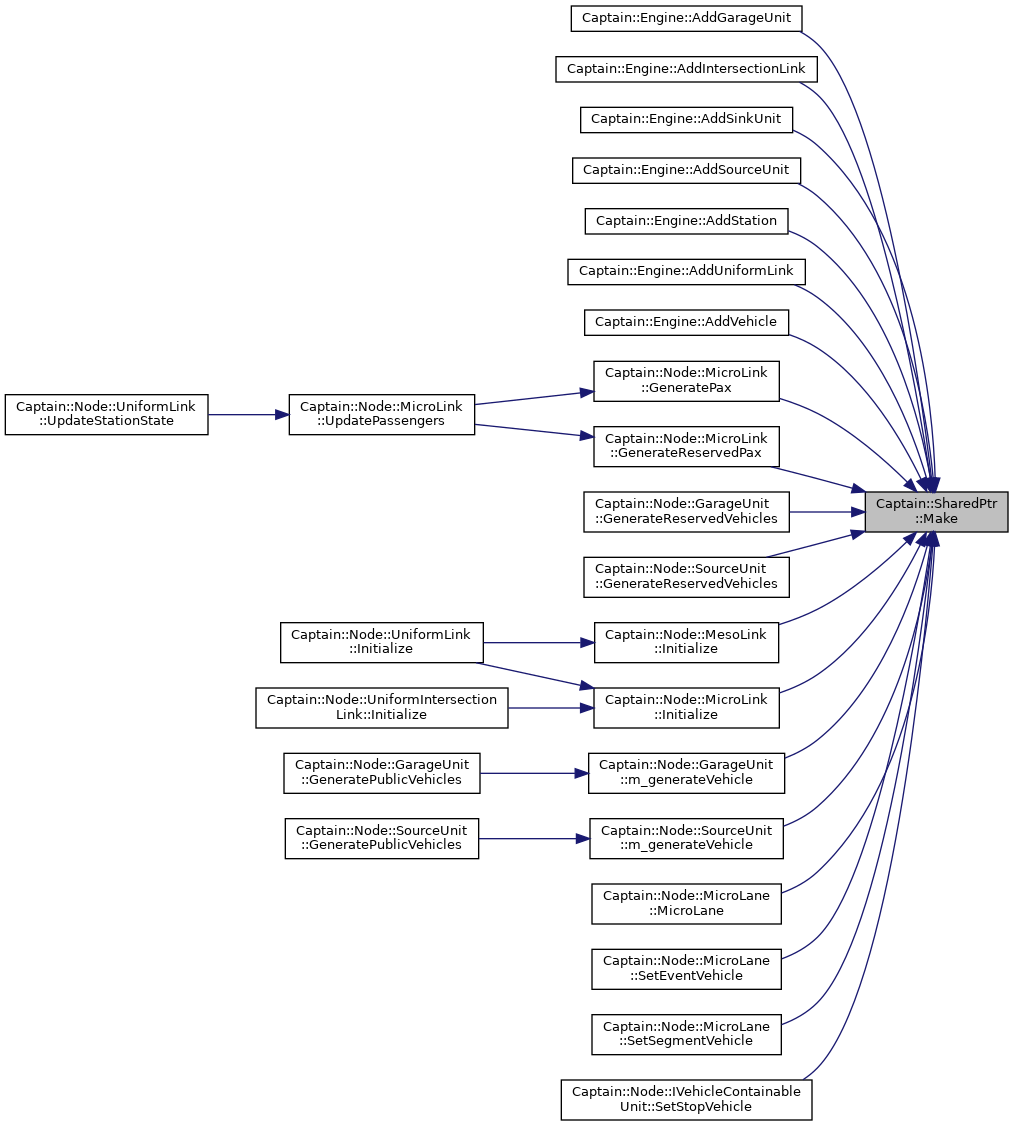 Captain::Engine::AddGarageUnit
Captain::Engine::AddIntersectionLink
Captain::Engine::AddSinkUnit
Captain::Engine::AddSourceUnit
Captain::Engine::AddStation
Captain::Engine::AddUniformLink
Captain::Engine::AddVehicle
Captain::Node::MicroLink
::GeneratePax
Captain::Node::UniformLink
::UpdateStationState
Captain::Node::MicroLink
::UpdatePassengers
Captain::Node::MicroLink
::GenerateReservedPax
Captain::Node::GarageUnit
::GenerateReservedVehicles
Captain::SharedPtr
::Make
Captain::Node::SourceUnit
::GenerateReservedVehicles
Captain::Node::UniformLink
::Initialize
Captain::Node::MesoLink
::Initialize
Captain::Node::UniformIntersection
Link::Initialize
Captain::Node::MicroLink
::Initialize
Captain::Node::GarageUnit
::GeneratePublicVehicles
Captain::Node::GarageUnit
::m_generateVehicle
Captain::Node::SourceUnit
::GeneratePublicVehicles
Captain::Node::SourceUnit
::m_generateVehicle
Captain::Node::MicroLane
::MicroLane
Captain::Node::MicroLane
::SetEventVehicle
Captain::Node::MicroLane
::SetSegmentVehicle
Captain::Node::IVehicleContainable
Unit::SetStopVehicle